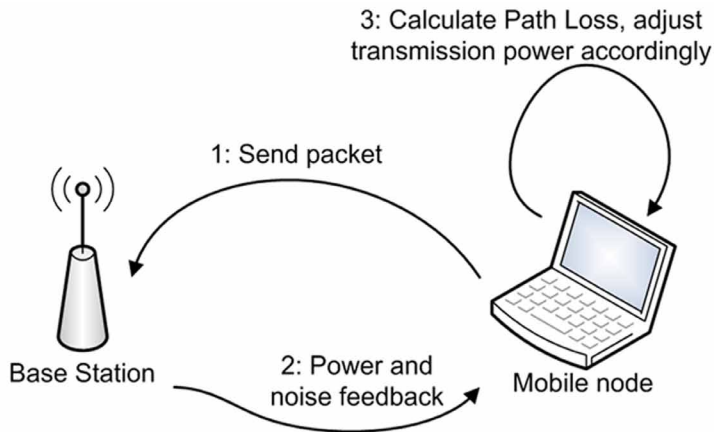 3: Calculate Path Loss, adjust
transmission power accordingly
1: Send packet
Base Station
2: Power and
noise feedback
Mobile node